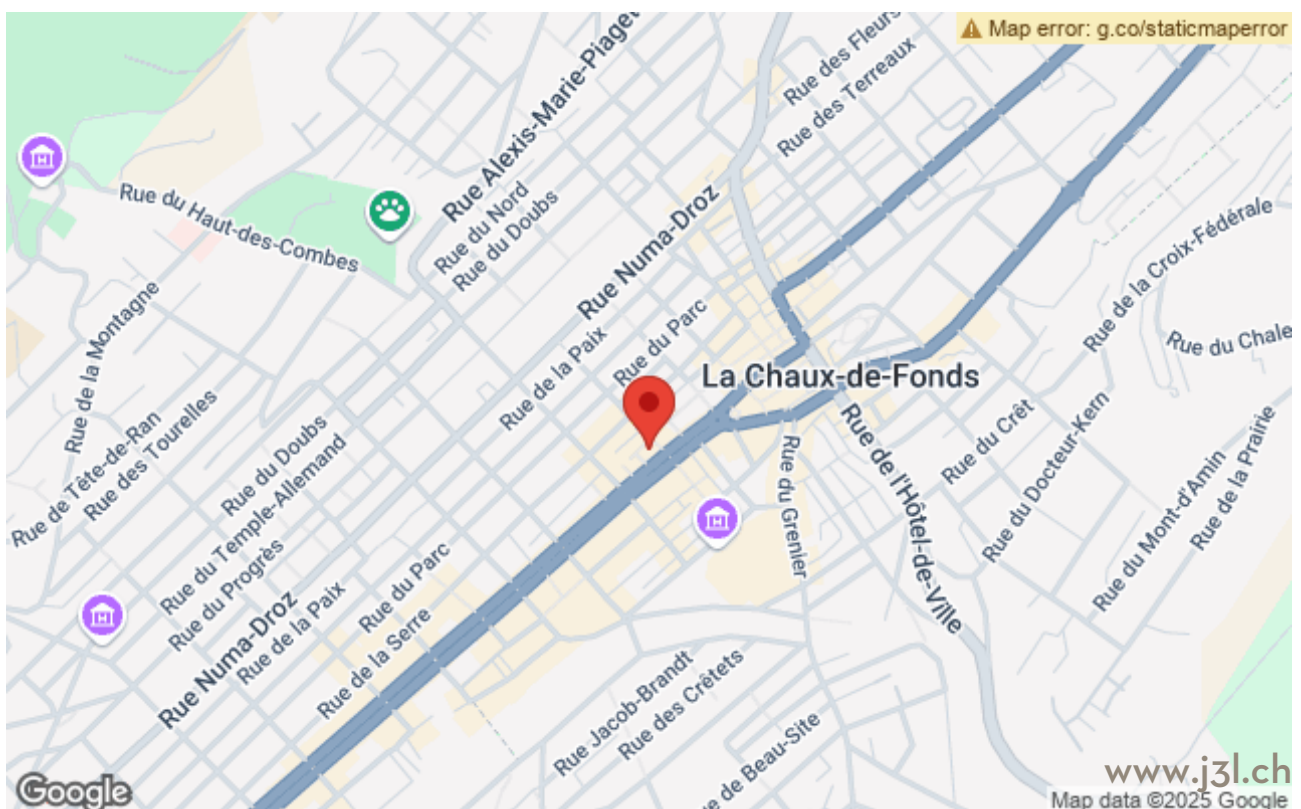 Map error: g.co/staticmaperror
Rue Alexis-Marie-Piaget
Rue des Fleurs
Rue des Terreaux
Rue du Haut-des-Combes
Rue du Nord
Rue du Doubs
Rue Numa-Droz
Rue de la Croix-Fédérale
Rue de la Montagne
Rue du Parc
Rue de la Paix
Rue du Chale
La Chaux-de-Fonds
Rue des Tourelles
Rue de Tête-de-Ran
Rue du Doubs
Rue du Temple-Allemand
Rue du Progrès
Rue du Crêt
Rue du Docteur-Kern
Rue de l'Hôtel-de-Ville
Rue du Grenier
Rue du Mont-d'Amin
Rue de la Prairie
Rue du Parc
Rue de la Paix
Rue Numa-Droz
Rue de la Serre
Rue Jacob-Brandt
Rue des Crêtets
ue de Beau-Site
www.j3l.ch
Google
Map data ©2025 Google